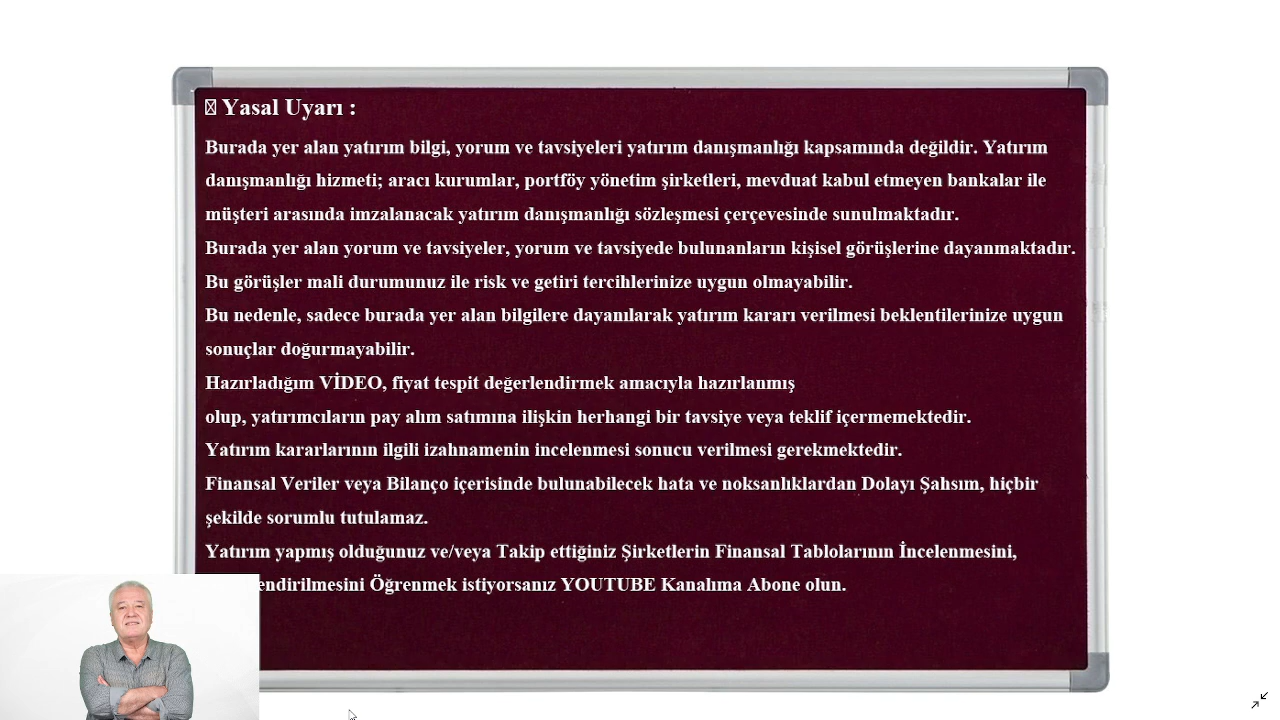 Yasal Uyarı :
Burada yer alan yatırım bilgi, yorum ve tavsiyeleri yatırım danışmanlığı kapsamında değildir. Yatırım
danışmanlığı hizmeti; aracı kurumlar, portföy yönetim şirketleri, mevduat kabul etmeyen bankalar ile
müşteri arasında imzalanacak yatırım danışmanlığı sözleşmesi çerçevesinde sunulmaktadır.
Burada yer alan yorum ve tavsiyeler, yorum ve tavsiyede bulunanların kişisel görüşlerine dayanmaktadır.
Bu görüşler mali durumunuz ile risk ve getiri tercihlerinize uygun olmayabilir.
Bu nedenle, sadece burada yer alan bilgilere dayanılarak yatırım kararı verilmesi beklentilerinize uygun
sonuçlar doğurmayabilir.
Hazırladığım VİDEO, fiyat tespit değerlendirmek amacıyla hazırlanmış
olup, yatırımcıların pay alım satımına ilişkin herhangi bir tavsiye veya teklif içermemektedir.
Yatırım kararlarının ilgili izahnamenin incelenmesi sonucu verilmesi gerekmektedir.
Finansal Veriler veya Bilanço içerisinde bulunabilecek hata ve noksanlıklardan Dolayı Şahsım, hiçbir
şekilde sorumlu tutulamaz.
Yatırım yapmış olduğunuz ve/veya Takip ettiğiniz Şirketlerin Finansal Tablolarının İncelenmesini,
Öğrenmek istiyorsanız YOUTUBE Kanalıma Abone olun.